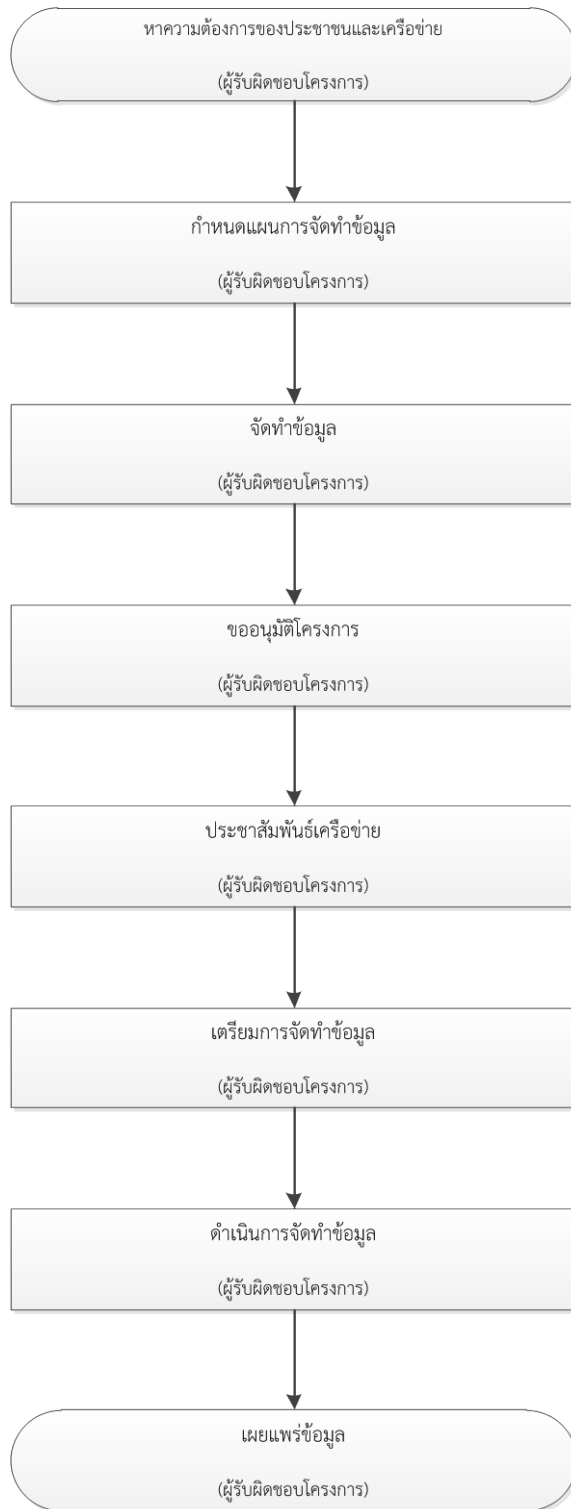 หาความต้องการของประชาชนและเครือข่าย
(ผู้รับผิดชอบโครงการ)
กำหนดแผนการจัดทำข้อมูล
(ผู้รับผิดชอบโครงการ)
จัดทำข้อมูล
(ผู้รับผิดชอบโครงการ)
ขออนุมัติโครงการ
(ผู้รับผิดชอบโครงการ)
ประชาสัมพันธ์เครือข่าย
(ผู้รับผิดชอบโครงการ)
เตรียมการจัดทำข้อมูล
(ผู้รับผิดชอบโครงการ)
ดำเนินการจัดทำข้อมูล
(ผู้รับผิดชอบโครงการ)
เผยแพร่ข้อมูล
(ผู้รับผิดชอบโครงการ)